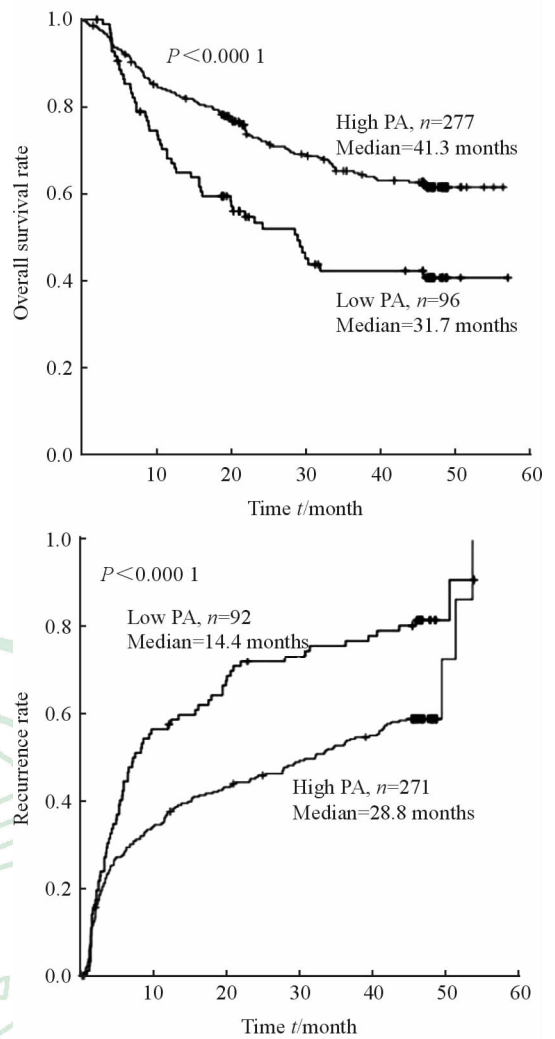 1.0
P<0.000 1
0.8
High PA, n=277
Median=41.3 months
0.6
Overall survival rate
0.4
Low PA, n=96
Median=31.7 months
0.2
0.0
10 20 30 40 50 60
Time t/month
1.0
P<0.000 1
Low PA, n=92
0.8
Median=14.4 months
0.6
Recurrence rate
High PA, n=271
0.4
Median=28.8 months
0.2
0.0
10 20 30 40 50 60
Time t/month